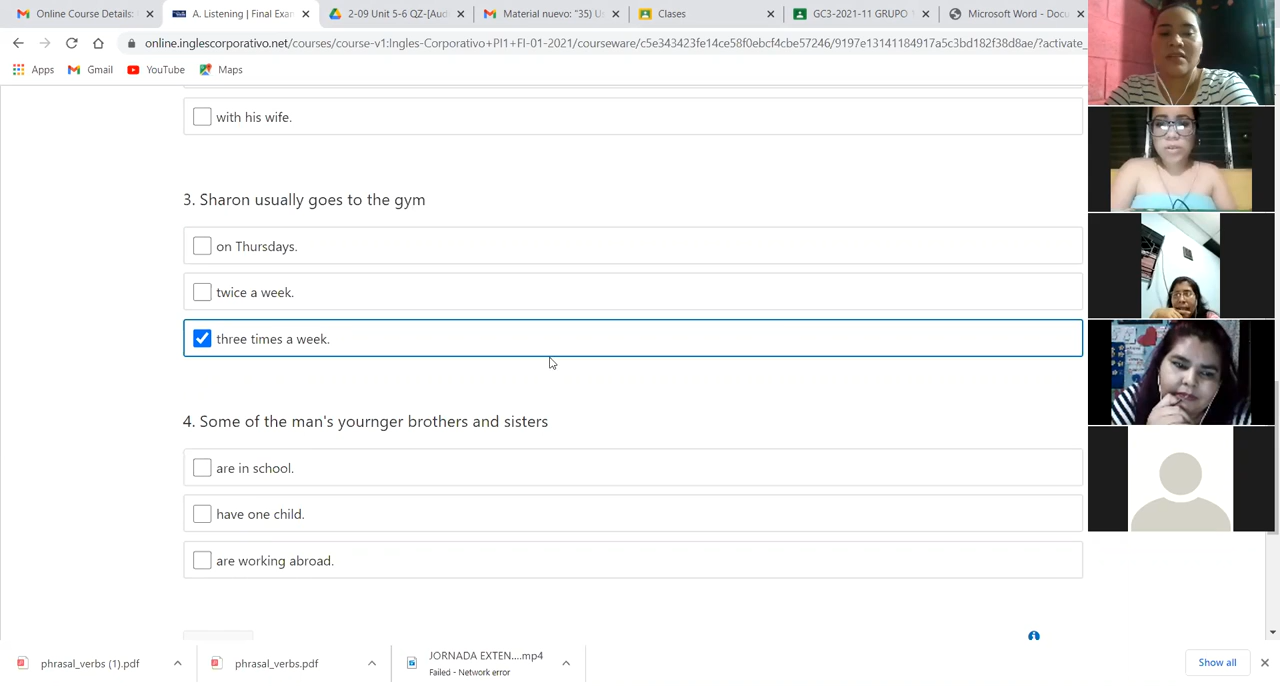 Online Course Details:
A. Listening | Final Exa
2-09 Unit 5-6 QZ-[Aud
Material nuevo: "35) U
Clases
GC3-2021-11 GRUPO
Microsoft Word - Docu
online.inglescorporativo.net/courses/course-v1:Ingles-Corporativo+PI1+FI-01-2021/courseware/c5e343423fe14ce58f0ebcf4cbe57246/9197e13141184917a5c3bd182f38d8ae/?activate_
Apps
Gmail
YouTube
Maps
with his wife.
3. Sharon usually goes to the gym
on Thursdays.
twice a week.
three times a week.
4. Some of the man's yournger brothers and sisters
are in school.
have one child.
are working abroad.
phrasal_verbs (1).pdf
phrasal_verbs.pdf
JORNADA EXTEN....mp4
Failed - Network error
Show all